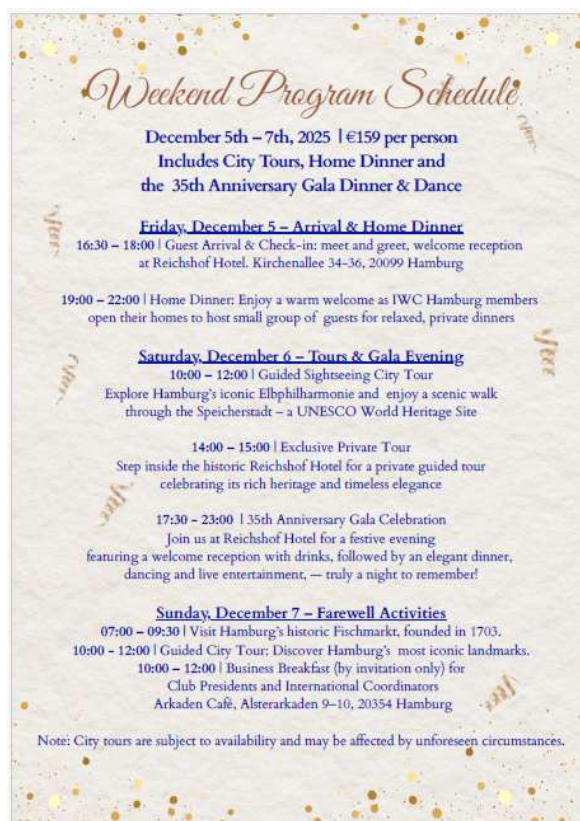 Weekend Program Schedule
December 5th – 7th, 2025 | €159 per person
Includes City Tours, Home Dinner and
the 35th Anniversary Gala Dinner & Dance
Friday, December 5 – Arrival & Home Dinner
16:30 – 18:00 | Guest Arrival & Check-in: meet and greet, welcome reception
at Reichshof Hotel. Kirchenallee 34-36, 20099 Hamburg
19:00 – 22:00 | Home Dinner: Enjoy a warm welcome as IWC Hamburg members
open their homes to host small group of guests for relaxed, private dinners
Saturday, December 6 – Tours & Gala Evening
10:00 – 12:00 | Guided Sightseeing City Tour
Explore Hamburg's iconic Elbphilharmonie and enjoy a scenic walk
through the Speicherstadt – a UNESCO World Heritage Site
14:00 – 15:00 | Exclusive Private Tour
Step inside the historic Reichshof Hotel for a private guided tour
celebrating its rich heritage and timeless elegance
17:30 – 23:00 | 35th Anniversary Gala Celebration
Join us at Reichshof Hotel for a festive evening
featuring a welcome reception with drinks, followed by an elegant dinner,
dancing and live entertainment, — truly a night to remember!
Sunday, December 7 – Farewell Activities
07:00 – 09:30 | Visit Hamburg's historic Fischmarkt, founded in 1703.
10:00 – 12:00 | Guided City Tour: Discover Hamburg's most iconic landmarks.
10:00 – 12:00 | Business Breakfast (by invitation only) for
Club Presidents and International Coordinators
Arkaden Café, Alsterarkaden 9–10, 20354 Hamburg
Note: City tours are subject to availability and may be affected by unforeseen circumstances.